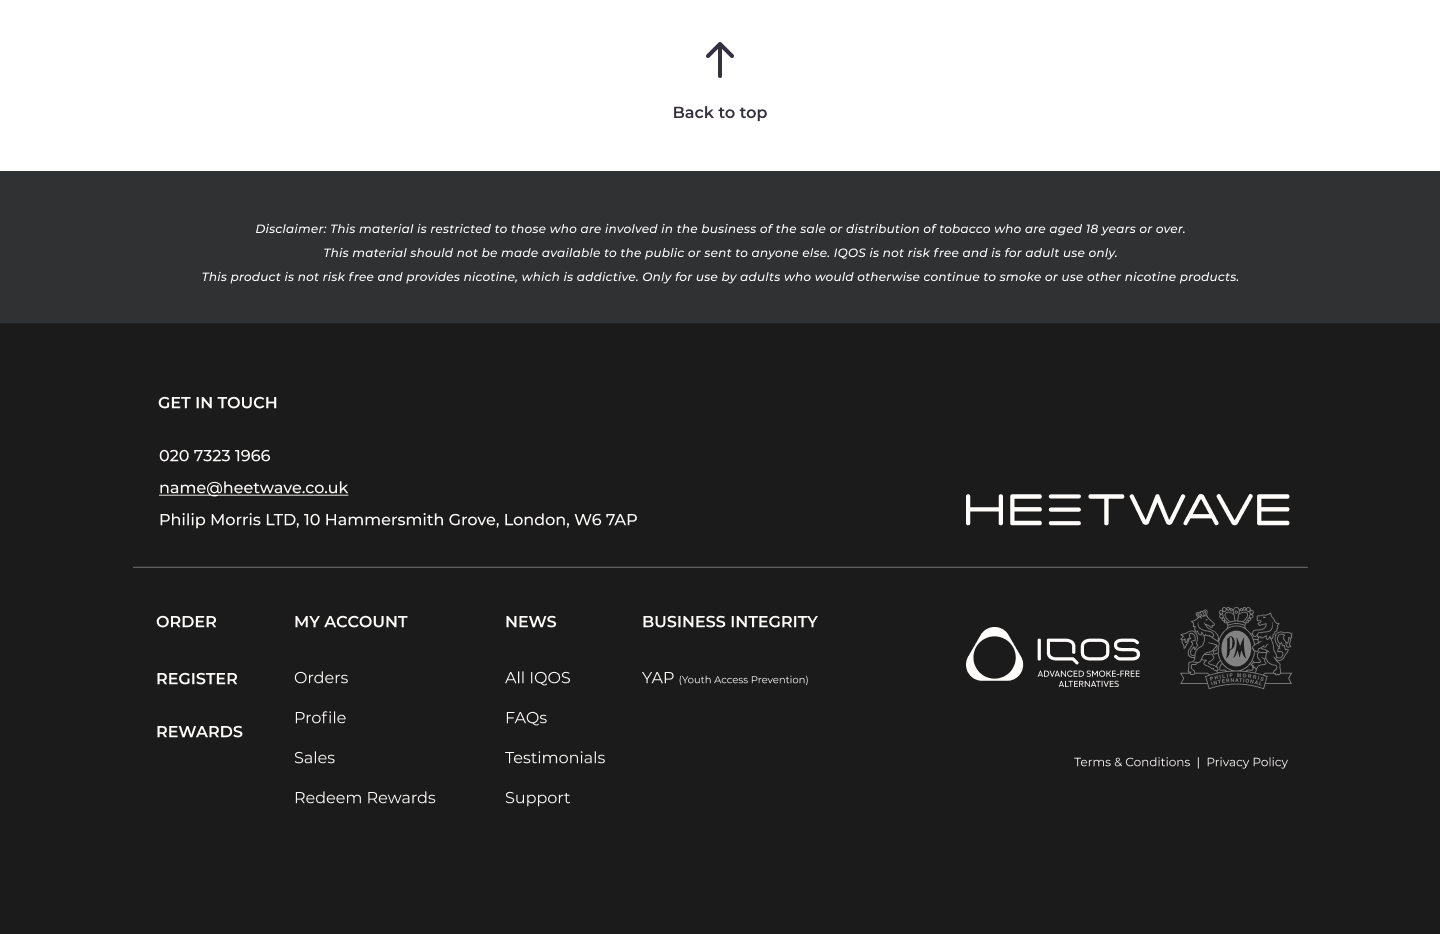 Back to top
Disclaimer: This material is restricted to those who are involved in the business of the sale or distribution of tobacco who are aged 18 years or over.
This material should not be made available to the public or sent to anyone else. IQOS is not risk free and is for adult use only.
This product is not risk free and provides nicotine, which is addictive. Only for use by adults who would otherwise continue to smoke or use other nicotine products.
GET IN TOUCH
020 7323 1966
name@heetwave.co.uk
Philip Morris LTD, 10 Hammersmith Grove, London, W6 7AP
HEETWAVE
ORDER
REGISTER
REWARDS
MY ACCOUNT
Orders
Profile
Sales
Redeem Rewards
NEWS
All IQOS
FAQs
Testimonials
Support
BUSINESS INTEGRITY
YAP (Youth Access Prevention)
IQOS
ADVANCED SMOKE-FREE
ALTERNATIVES
PM
PHILIP MORRIS
INTERNATIONAL
Terms & Conditions | Privacy Policy